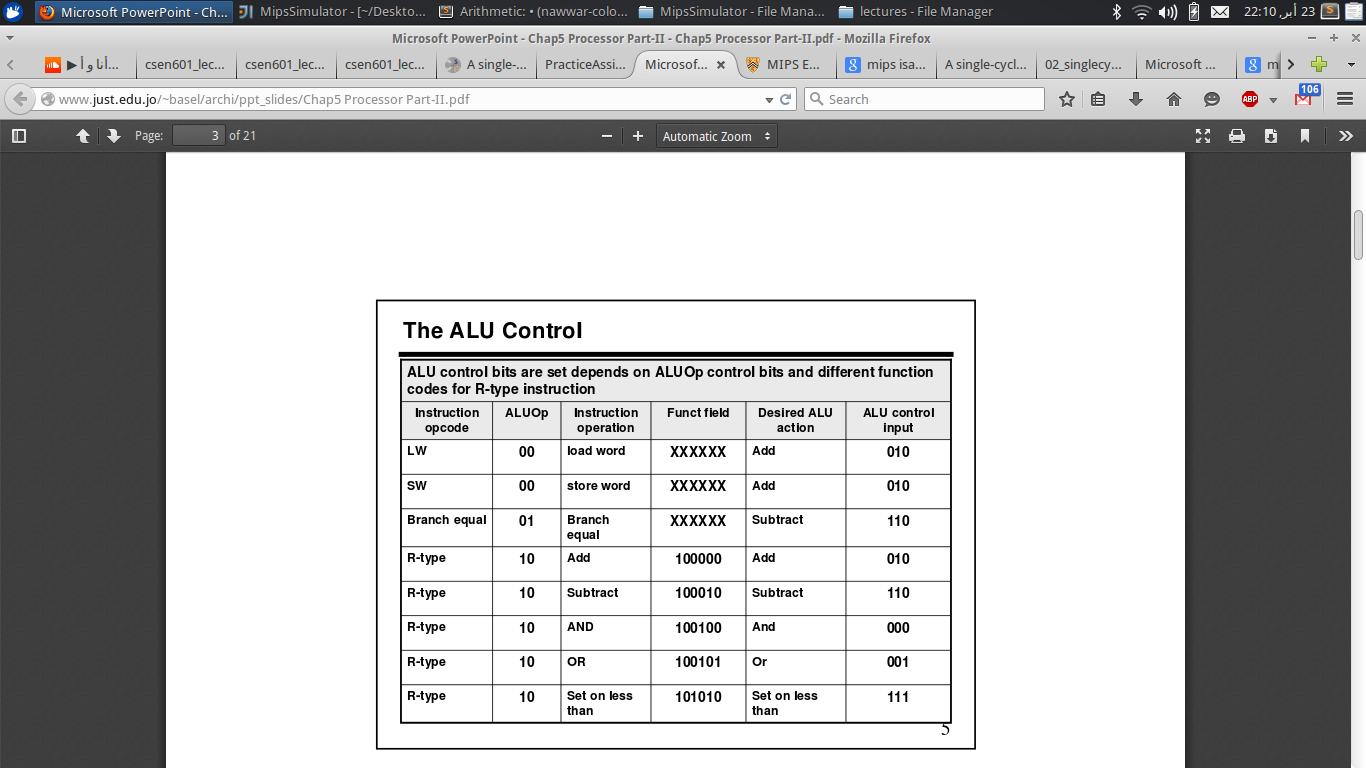 Microsoft PowerPoint - Ch...
MipsSimulator - [~/Deskto...
Arithmetic: • (nawwar-colo...
MipsSimulator - File Mana...
lectures - File Manager
22:10 ,أبر 23
Microsoft PowerPoint - Chap5 Processor Part-II - Chap5 Processor Part-II.pdf - Mozilla Firefox
▶ أنا و أ...
csen601_lec...
csen601_lec...
csen601_lec...
A single-...
PracticeAssi...
Microsof...
MIPS E...
mips isa...
A single-cycl...
02_singlecy...
Microsoft ...
m
www.just.edu.jo/~basel/archi/ppt_slides/Chap5 Processor Part-II.pdf
Search
ABP
106
Page: 3 of 21
Automatic Zoom
The ALU Control
ALU control bits are set depends on ALUOp control bits and different function
codes for R-type instruction
Instruction opcode ALUOp Instruction operation Funct field Desired ALU action ALU control input
LW 00 load word XXXXXX Add 010
SW 00 store word XXXXXX Add 010
Branch equal 01 Branch equal XXXXXX Subtract 110
R-type 10 Add 100000 Add 010
R-type 10 Subtract 100010 Subtract 110
R-type 10 AND 100100 And 000
R-type 10 OR 100101 Or 001
R-type 10 Set on less than 101010 Set on less than 111
5